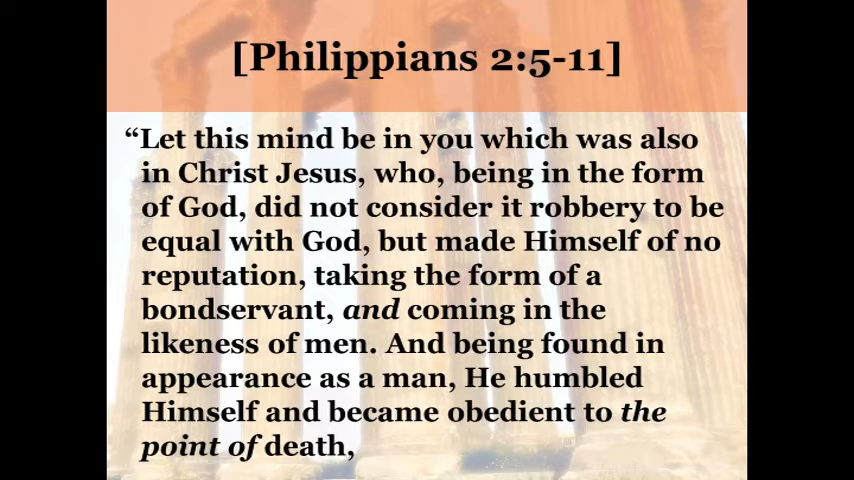 [Philippians 2:5-11]
“Let this mind be in you which was also
in Christ Jesus, who, being in the form
of God, did not consider it robbery to be
equal with God, but made Himself of no
reputation, taking the form of a
bondservant, and coming in the
likeness of men. And being found in
appearance as a man, He humbled
Himself and became obedient to the
point of death,